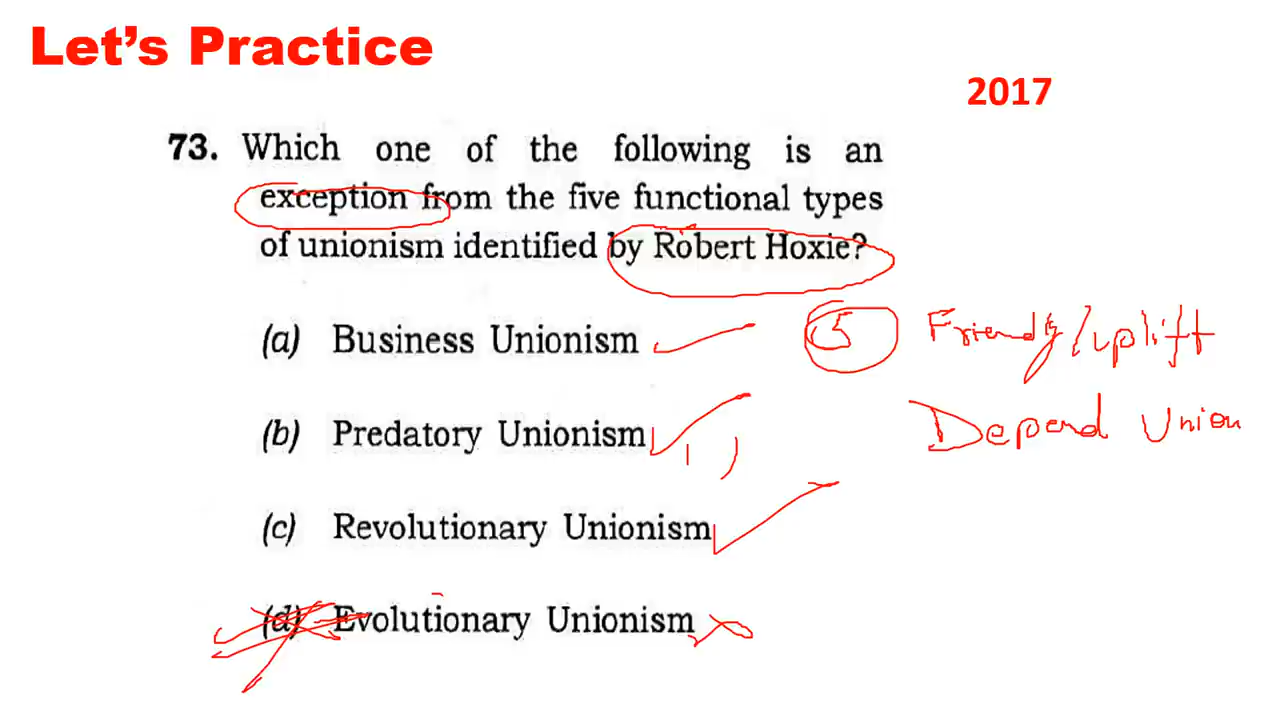 Let's Practice
2017
73. Which one of the following is an
exception from the five functional types
of unionism identified by Robert Hoxie?
(a) Business Unionism
5 Friendly/uplift
(b) Predatory Unionism
Depend Union
(c) Revolutionary Unionism
(d) Evolutionary Unionism